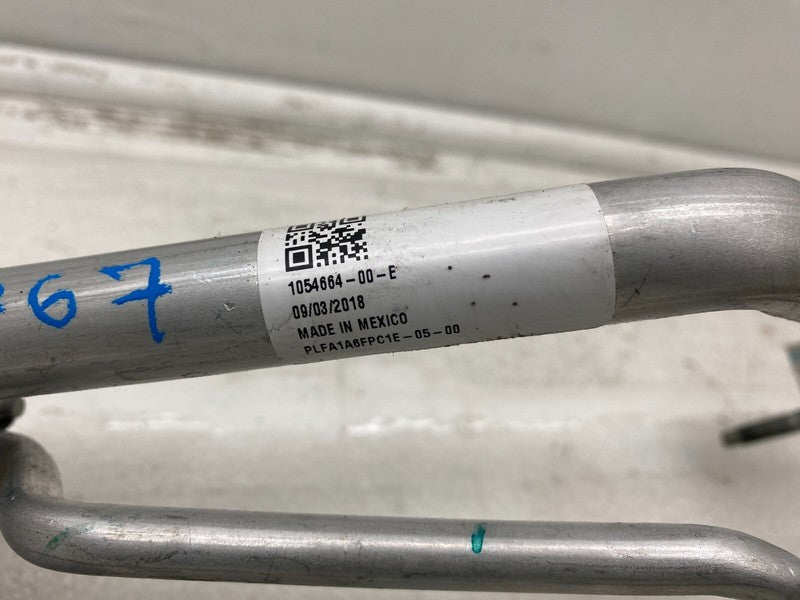 67
1054664-00-E
09/03/2018
MADE IN MEXICO
PLFA1A6FPC1E-05-00